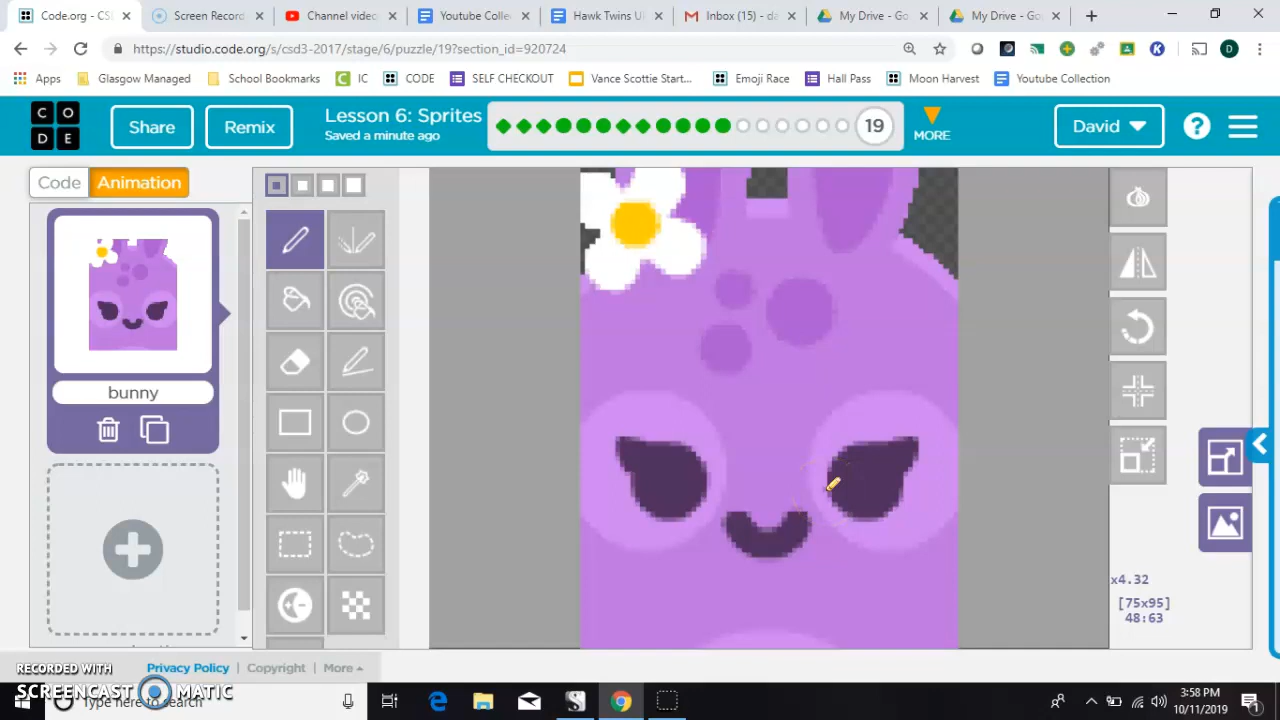 Code.org - CS
Screen Record
Channel video
Youtube Colle
Hawk Twins U
Inbox (15) - da
My Drive - Go
My Drive - Go
https://studio.code.org/s/csd3-2017/stage/6/puzzle/19?section_id=920724
Apps Glasgow Managed School Bookmarks IC CODE SELF CHECKOUT Vance Scottie Start... Emoji Race Hall Pass Moon Harvest Youtube Collection
C O
D E
Share
Remix
Lesson 6: Sprites
Saved a minute ago
19
MORE
David
?
Code
Animation
bunny
x4.32
[75x95]
48:63
RECORDED WITH
SCREENCAST MATIC
Privacy Policy | Copyright | More
Type here to search
3:58 PM
10/11/2019